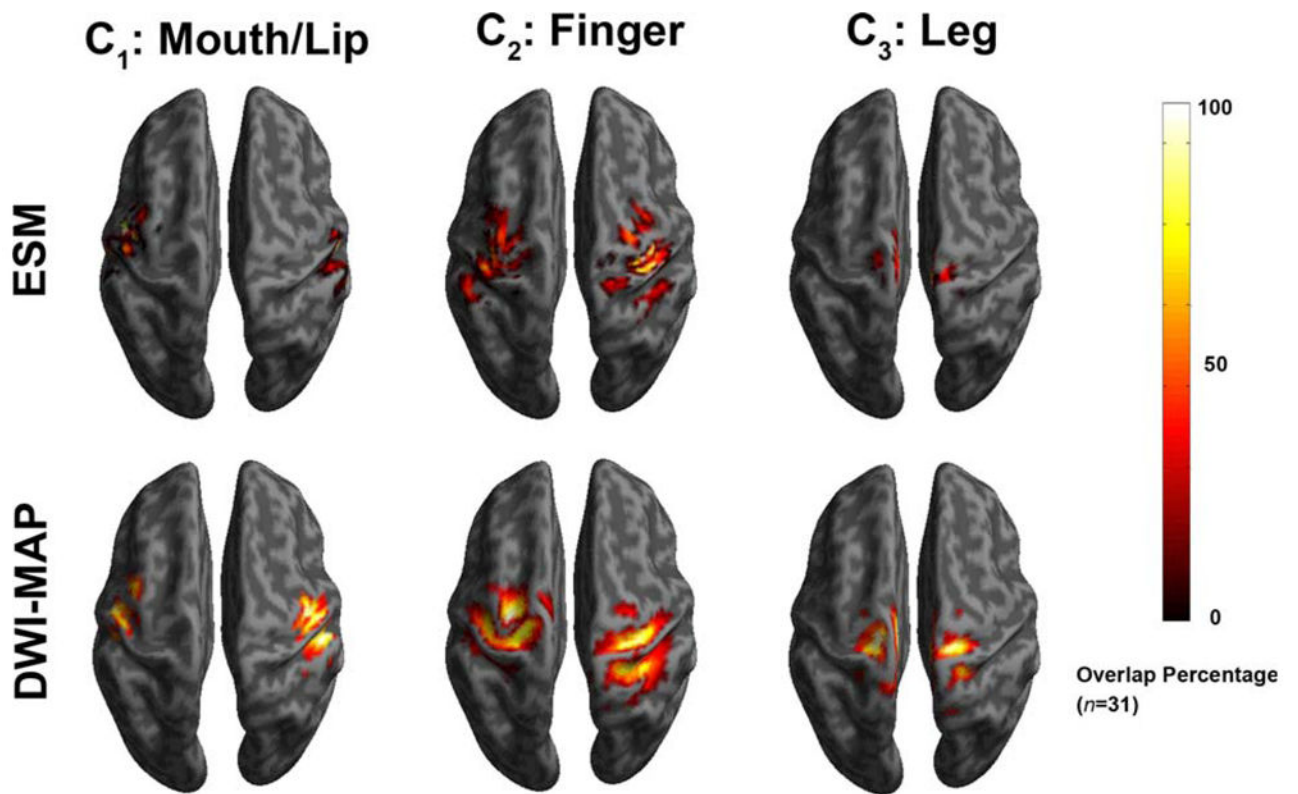 C₁: Mouth/Lip
C₂: Finger
C₃: Leg
ESM
DWI-MAP
100
50
0
Overlap Percentage
(n=31)